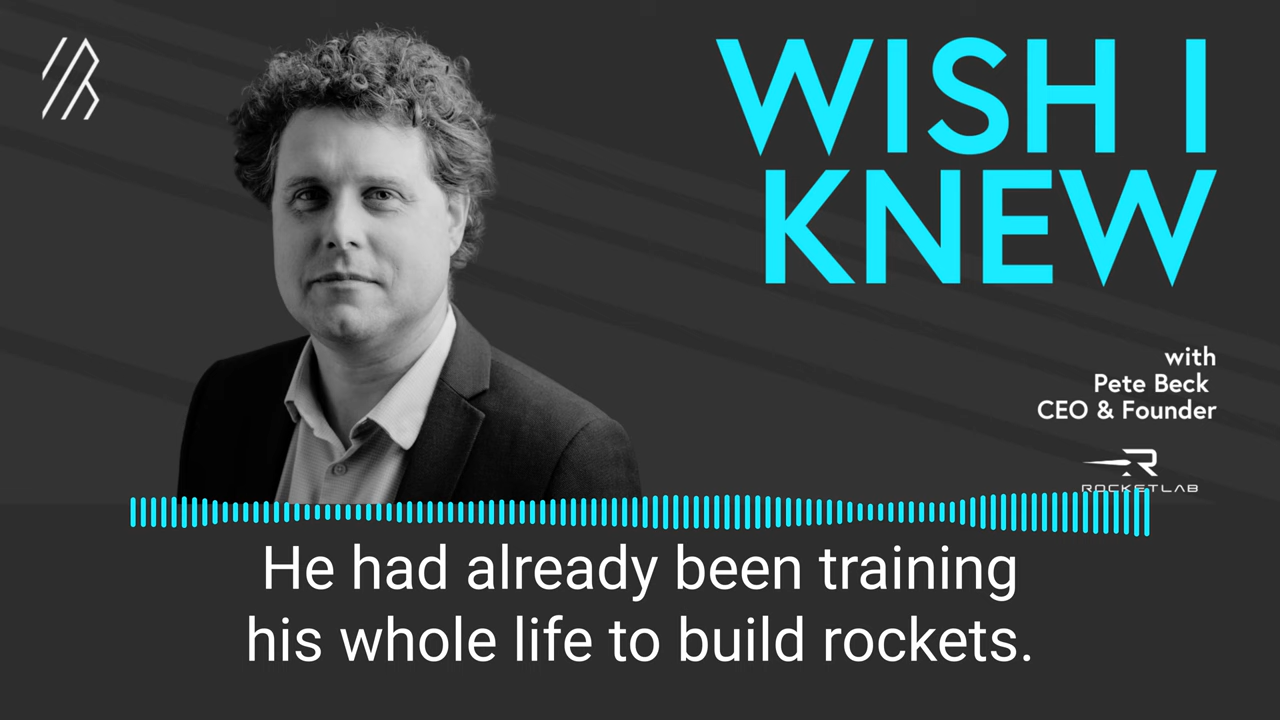 WISH I
KNEW
with
Pete Beck
CEO & Founder
ROCKETLAB
He had already been training
his whole life to build rockets.